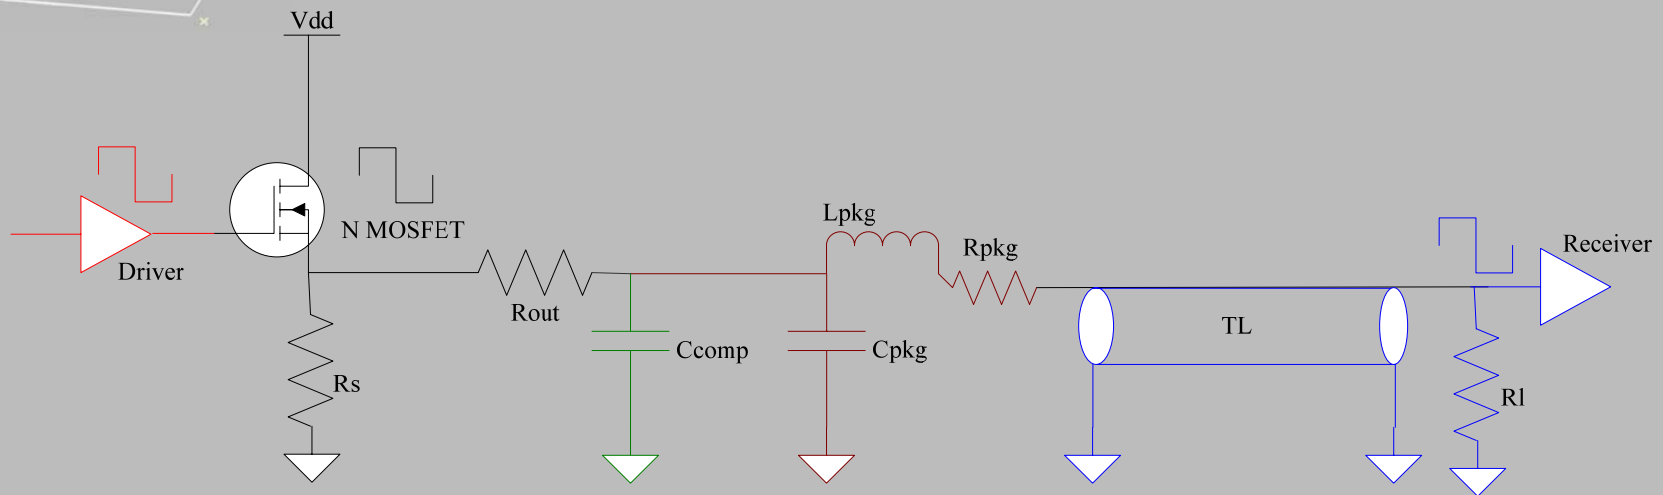 Vdd
Driver
N MOSFET
Rs
Rout
Ccomp
Cpkg
Lpkg
Rpkg
TL
Receiver
Rl